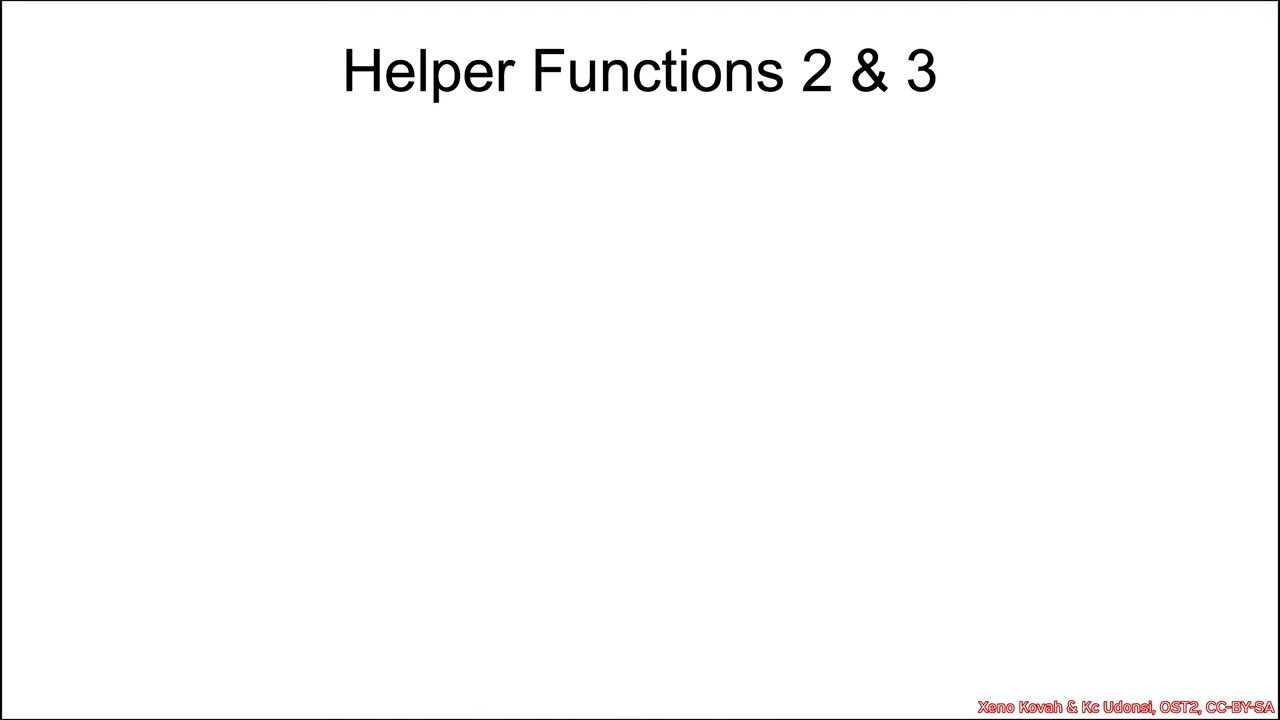 Helper Functions 2 & 3
Xeno Kovah & Kc Udonsi, OST2, CC-BY-SA